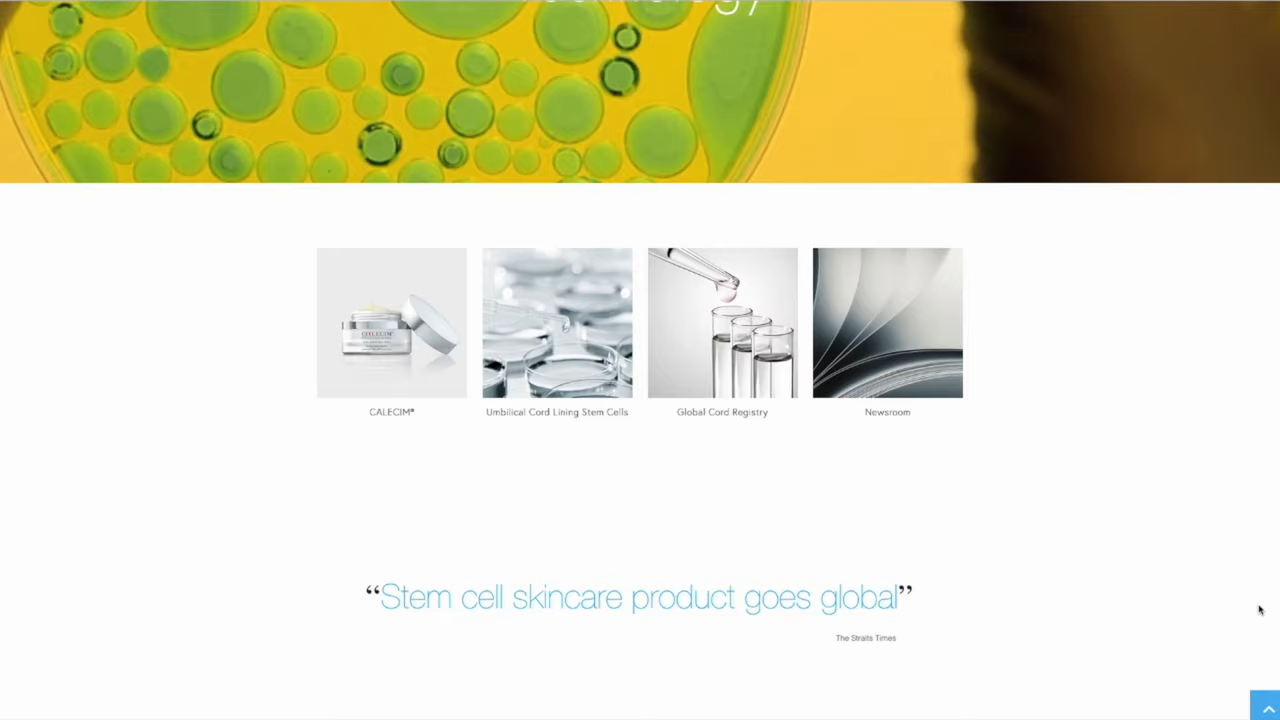 CALECIM®
Umbilical Cord Lining Stem Cells
Global Cord Registry
Newsroom
“Stem cell skincare product goes global”
The Straits Times